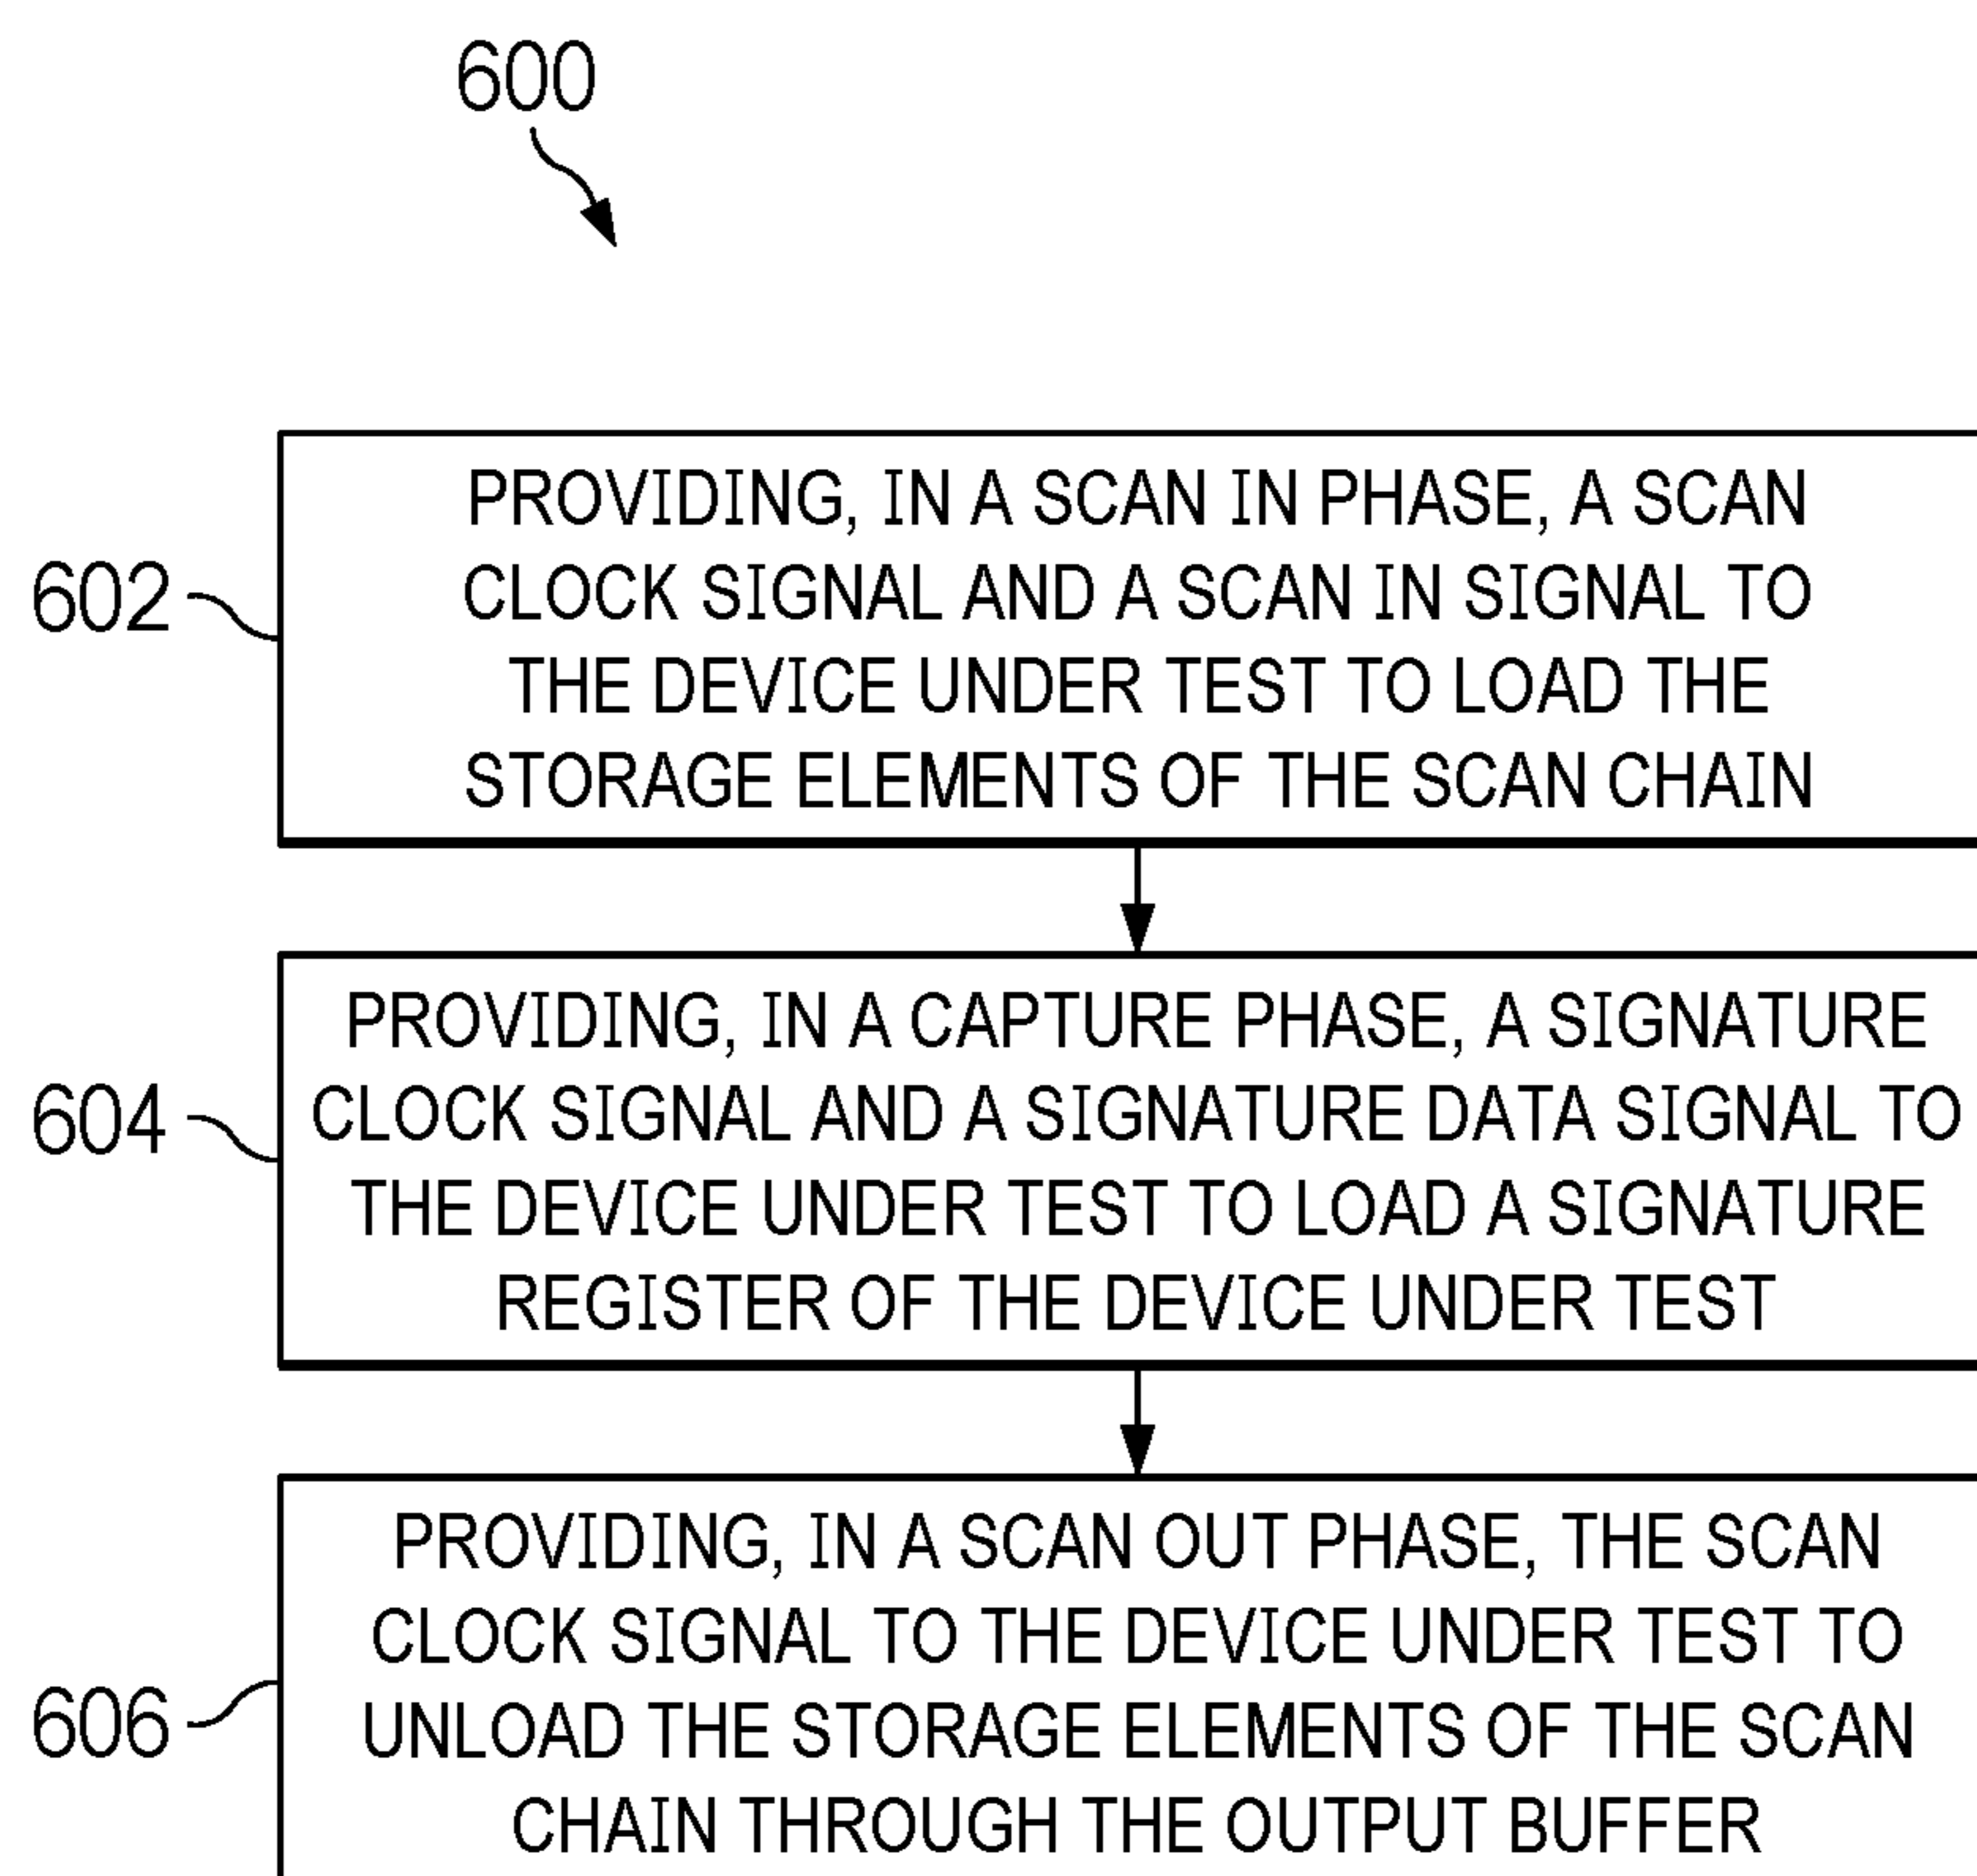 600
602
PROVIDING, IN A SCAN IN PHASE, A SCAN
CLOCK SIGNAL AND A SCAN IN SIGNAL TO
THE DEVICE UNDER TEST TO LOAD THE
STORAGE ELEMENTS OF THE SCAN CHAIN
604
PROVIDING, IN A CAPTURE PHASE, A SIGNATURE
CLOCK SIGNAL AND A SIGNATURE DATA SIGNAL TO
THE DEVICE UNDER TEST TO LOAD A SIGNATURE
REGISTER OF THE DEVICE UNDER TEST
606
PROVIDING, IN A SCAN OUT PHASE, THE SCAN
CLOCK SIGNAL TO THE DEVICE UNDER TEST TO
UNLOAD THE STORAGE ELEMENTS OF THE SCAN
CHAIN THROUGH THE OUTPUT BUFFER